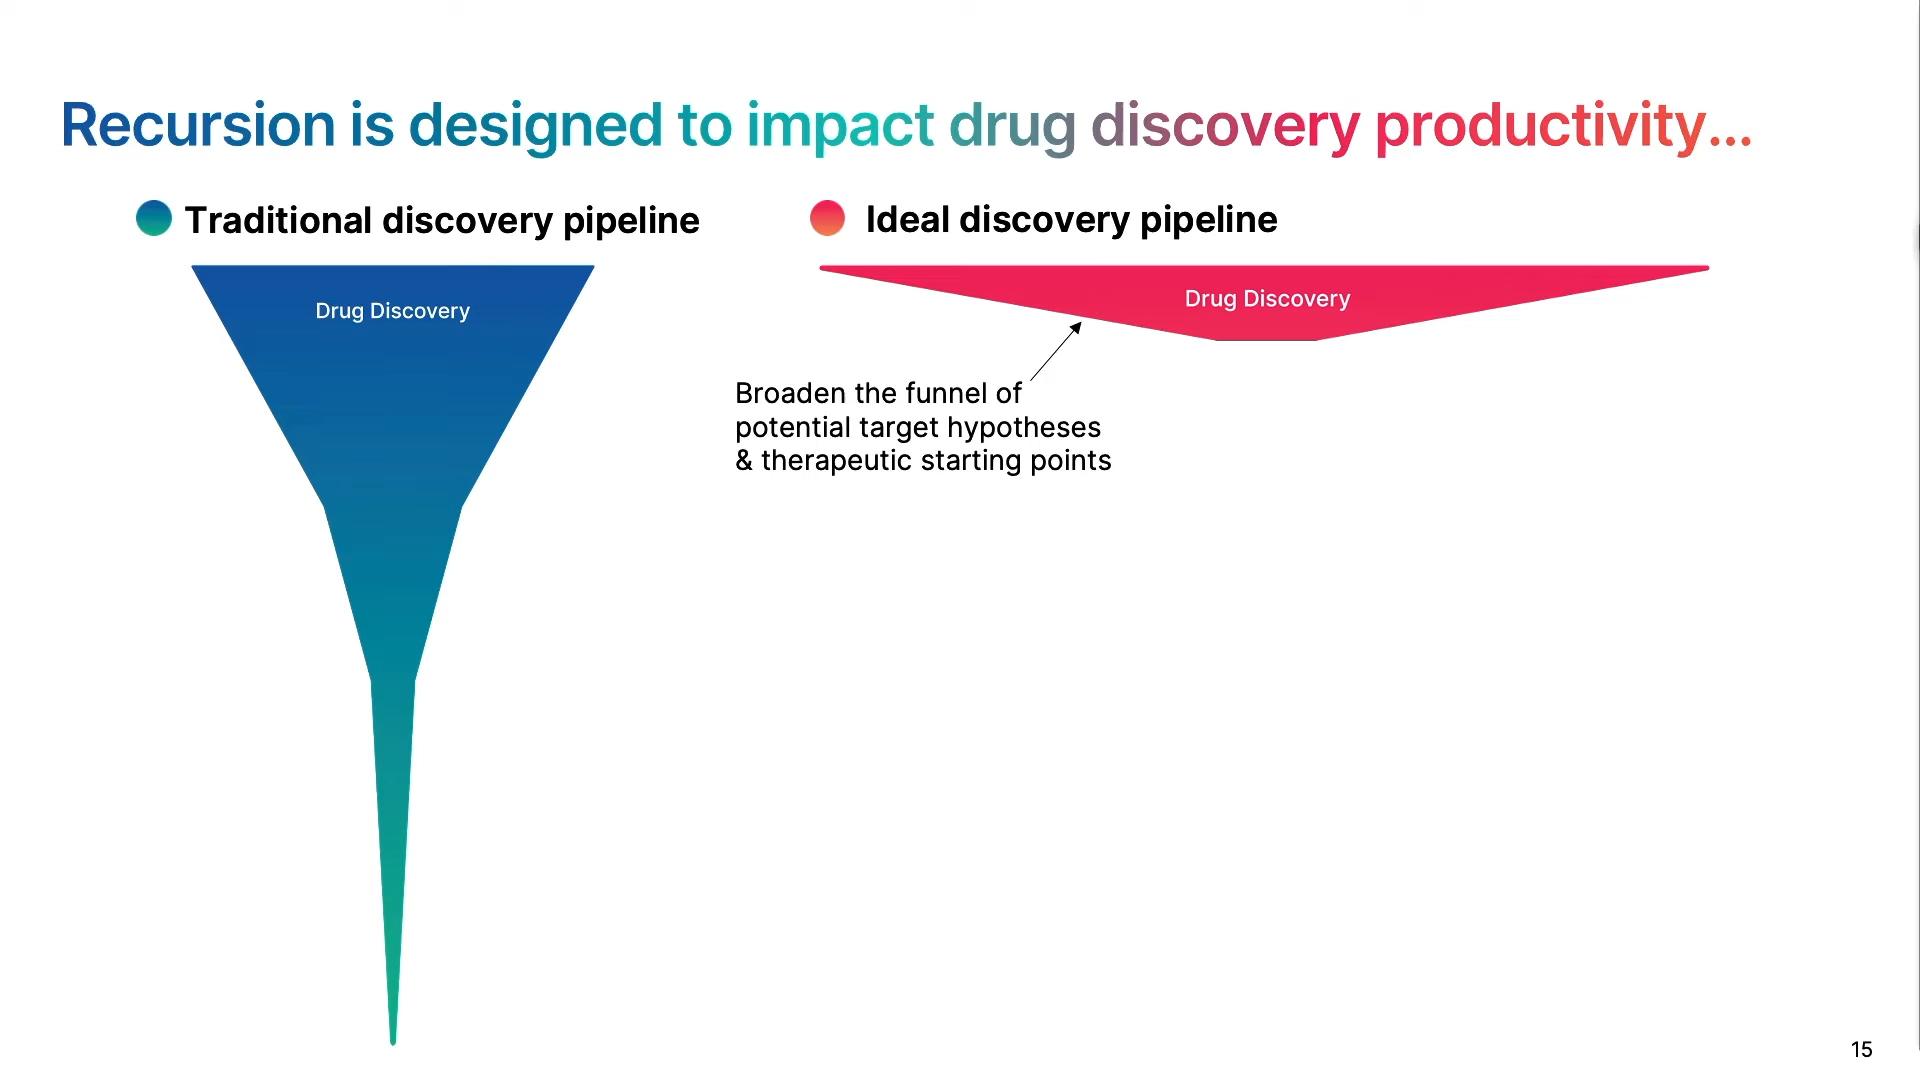 Recursion is designed to impact drug discovery productivity...
Traditional discovery pipeline
Drug Discovery
Ideal discovery pipeline
Drug Discovery
Broaden the funnel of
potential target hypotheses
& therapeutic starting points
15